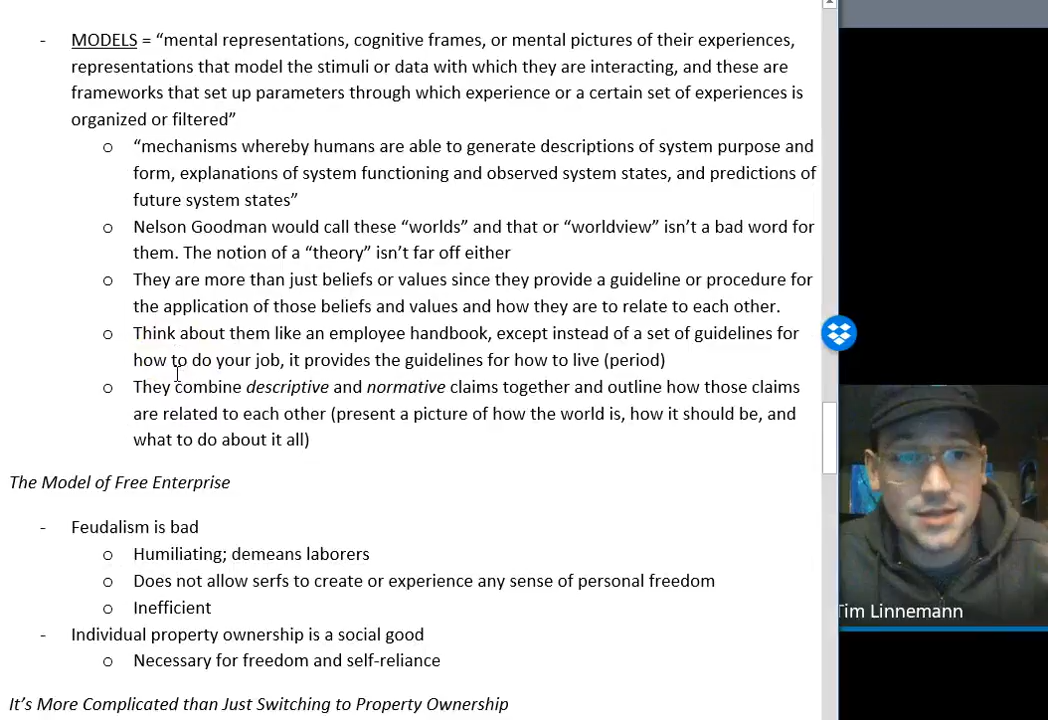 - MODELS = “mental representations, cognitive frames, or mental pictures of their experiences,
representations that model the stimuli or data with which they are interacting, and these are
frameworks that set up parameters through which experience or a certain set of experiences is
organized or filtered”
o “mechanisms whereby humans are able to generate descriptions of system purpose and
form, explanations of system functioning and observed system states, and predictions of
future system states”
o Nelson Goodman would call these “worlds” and that or “worldview” isn’t a bad word for
them. The notion of a “theory” isn’t far off either
o They are more than just beliefs or values since they provide a guideline or procedure for
the application of those beliefs and values and how they are to relate to each other.
o Think about them like an employee handbook, except instead of a set of guidelines for
how to do your job, it provides the guidelines for how to live (period)
o They combine descriptive and normative claims together and outline how those claims
are related to each other (present a picture of how the world is, how it should be, and
what to do about it all)
The Model of Free Enterprise
- Feudalism is bad
o Humiliating; demeans laborers
o Does not allow serfs to create or experience any sense of personal freedom
o Inefficient
- Individual property ownership is a social good
o Necessary for freedom and self-reliance
It’s More Complicated than Just Switching to Property Ownership
Tim Linnemann